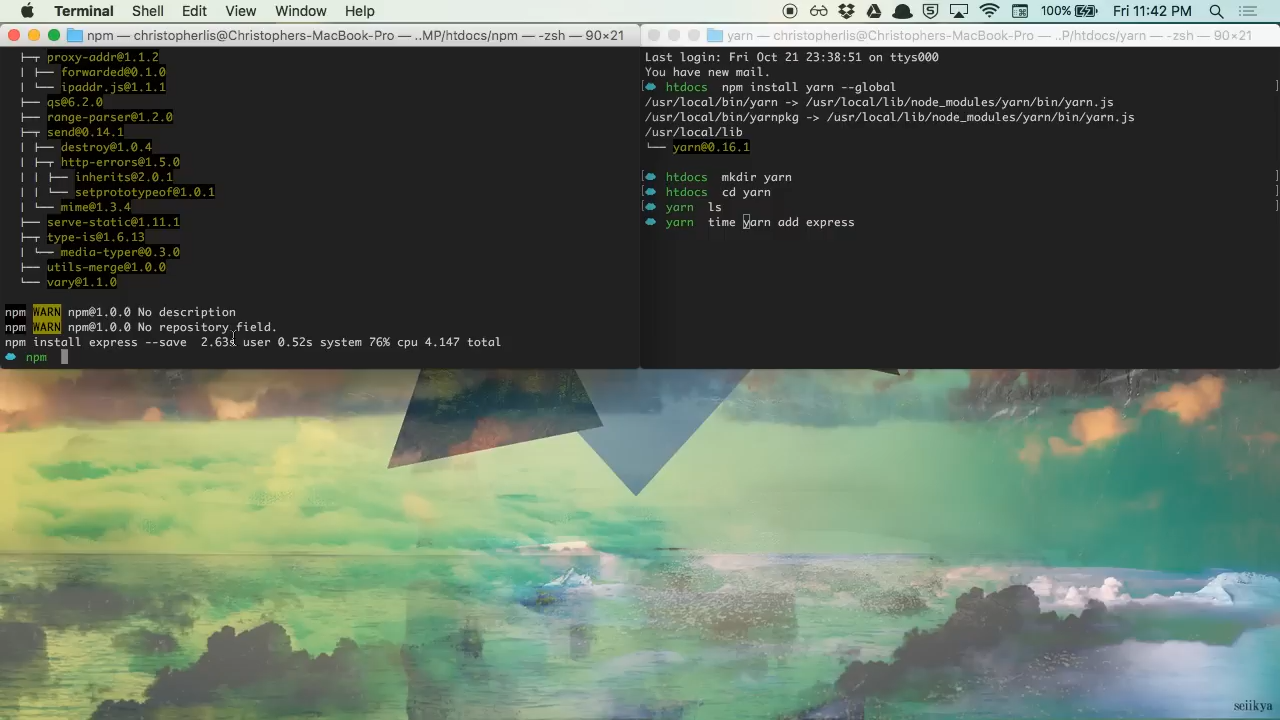 Terminal Shell Edit View Window Help 100% Fri 11:42 PM
npm — christopherlis@Christophers-MacBook-Pro — ..MP/htdocs/npm — -zsh — 90×21
├─┬ proxy-addr@1.1.2
│ ├── forwarded@0.1.0
│ └── ipaddr.js@1.1.1
├── qs@6.2.0
├── range-parser@1.2.0
├─┬ send@0.14.1
│ ├── destroy@1.0.4
│ ├─┬ http-errors@1.5.0
│ │ ├── inherits@2.0.1
│ │ └── setprototypeof@1.0.1
│ └── mime@1.3.4
├── serve-static@1.11.1
├─┬ type-is@1.6.13
│ └── media-typer@0.3.0
├── utils-merge@1.0.0
└── vary@1.1.0
npm WARN npm@1.0.0 No description
npm WARN npm@1.0.0 No repository field.
npm install express --save 2.63s user 0.52s system 76% cpu 4.147 total
npm
yarn — christopherlis@Christophers-MacBook-Pro — ..P/htdocs/yarn — -zsh — 90×21
Last login: Fri Oct 21 23:38:51 on ttys000
You have new mail.
htdocs npm install yarn --global
/usr/local/bin/yarn -> /usr/local/lib/node_modules/yarn/bin/yarn.js
/usr/local/bin/yarnpkg -> /usr/local/lib/node_modules/yarn/bin/yarn.js
/usr/local/lib
└── yarn@0.16.1
htdocs mkdir yarn
htdocs cd yarn
yarn ls
yarn time yarn add express
seiikya